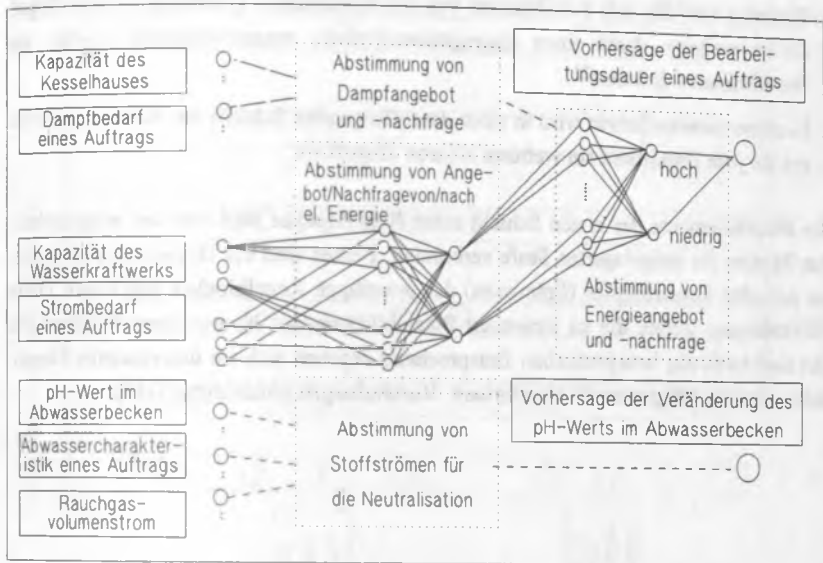 Kapazität des
Kesselhauses
Dampfbedarf
eines Auftrags
Abstimmung von
Dampfangebot
und -nachfrage
Vorhersage der Bearbei-
tungsdauer eines Auftrags
Abstimmung von Ange-
bot/Nachfragevon/nach
el. Energie
hoch
niedrig
Kapazität des
Wasserkraftwerks
Strombedarf
eines Auftrags
Abstimmung von
Energieangebot
und -nachfrage
pH-Wert im
Abwasserbecken
Abwassercharakter-
istik eines Auftrags
Rauchgas-
volumenstrom
Abstimmung von
Stoffströmen für
die Neutralisation
Vorhersage der Veränderung des
pH-Werts im Abwasserbecken